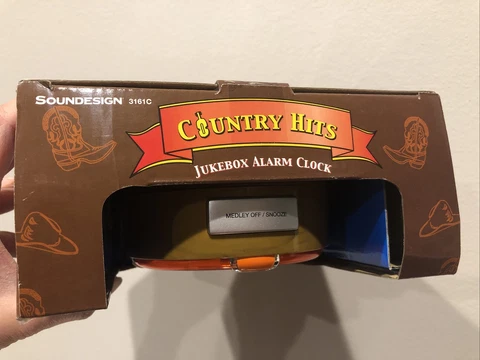 SOUNDESIGN 3161C
COUNTRY HITS
JUKEBOX ALARM CLOCK
MEDLEY OFF / SNOOZE